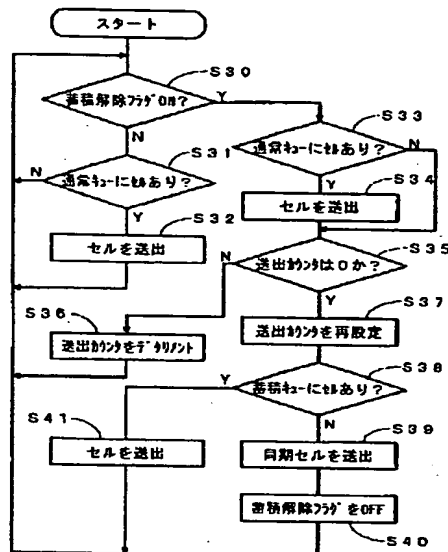 スタート
S30
蓄積解除フラグON?
Y
N
S33
通常キューにセルあり?
N
Y
S31
通常キューにセルあり?
N
Y
S34
セルを送出
S32
セルを送出
S35
送出カウンタは0か?
N
Y
S36
送出カウンタをデクリメント
S37
送出カウンタを再設定
S38
蓄積キューにセルあり?
Y
N
S41
セルを送出
S39
同期セルを送出
蓄積解除フラグをOFF
S40